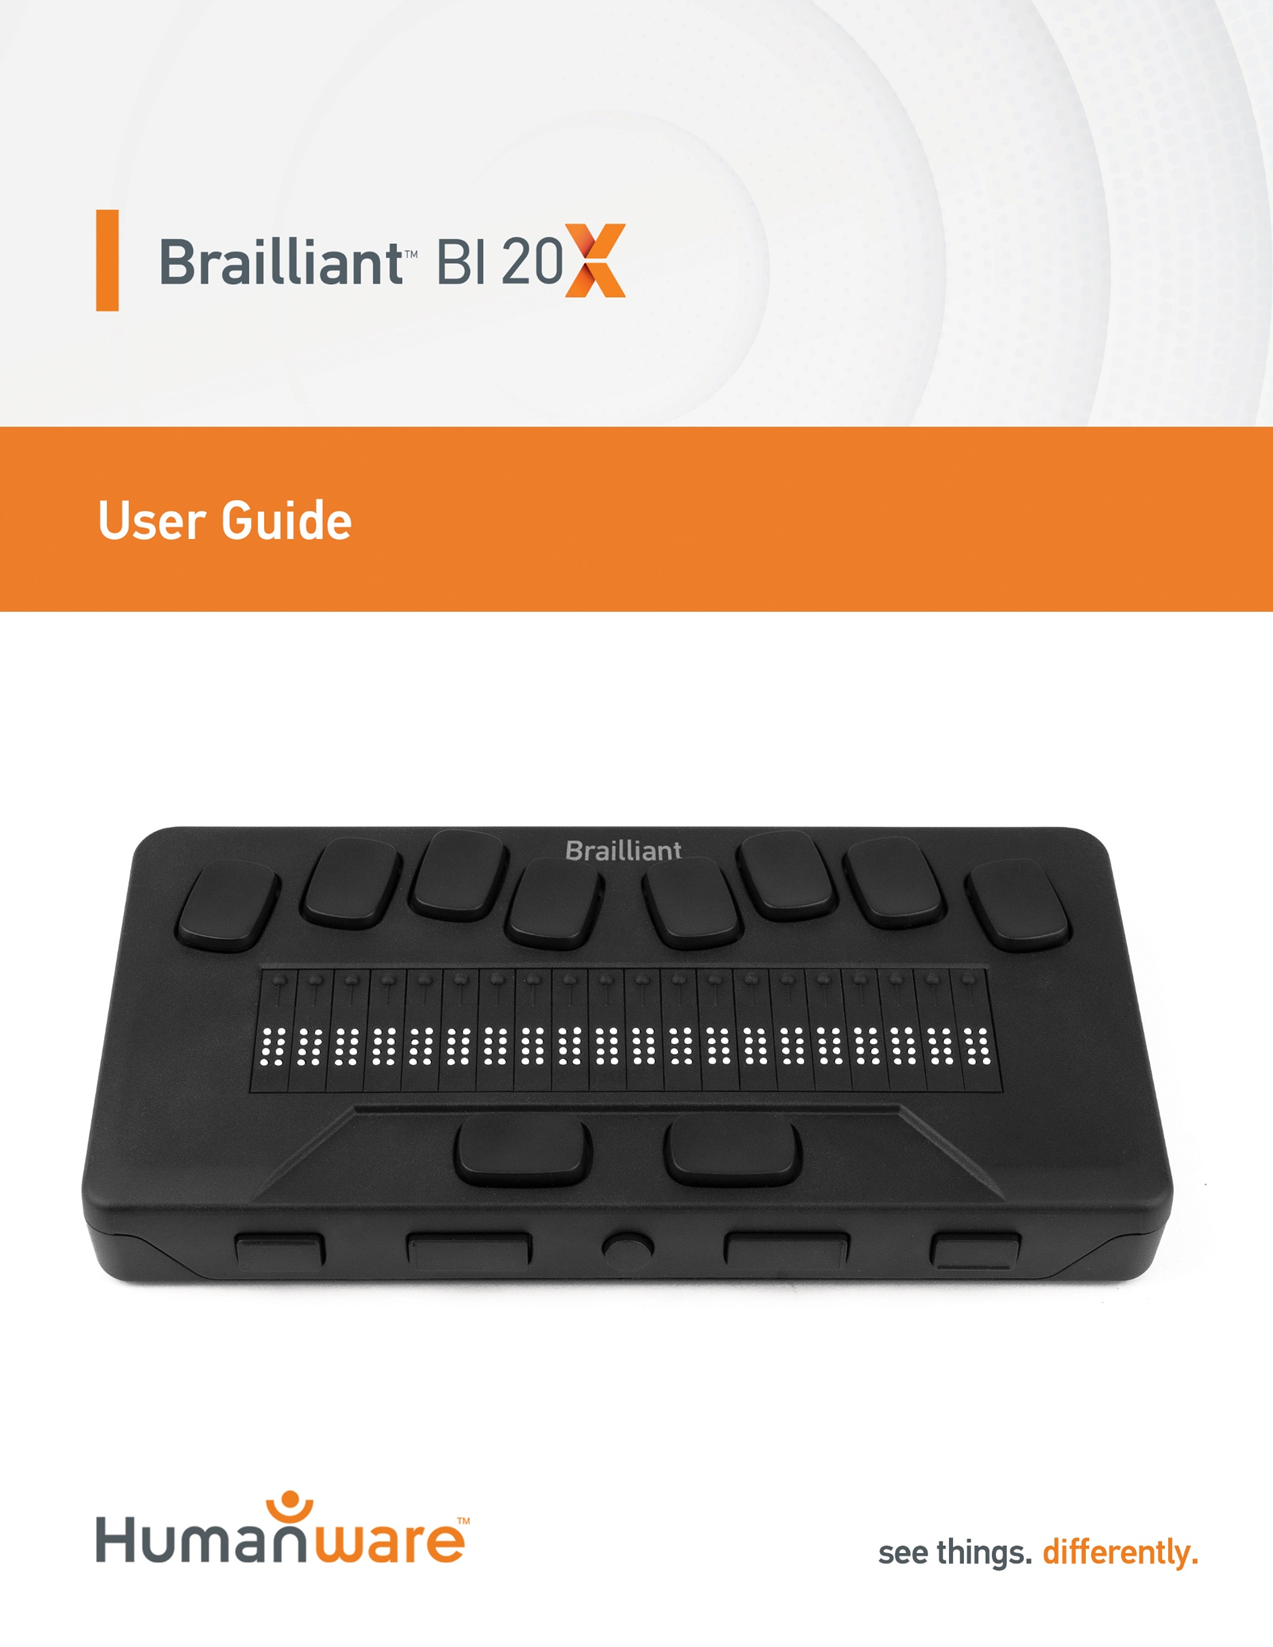 Brailliant™ BI 20X
User Guide
Brailliant
Humanware™
see things. differently.